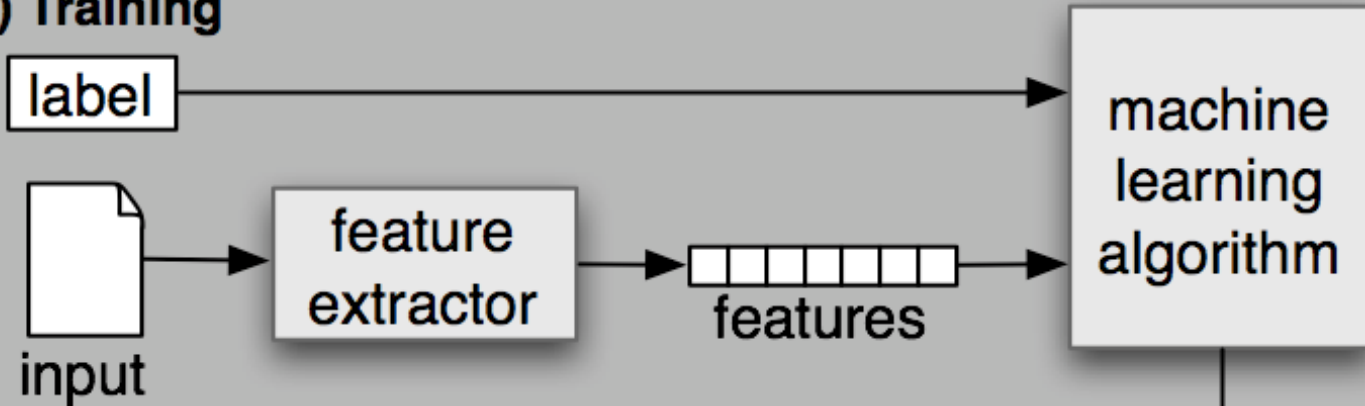 ) Training
label
machine
learning
algorithm
feature
extractor
features
input